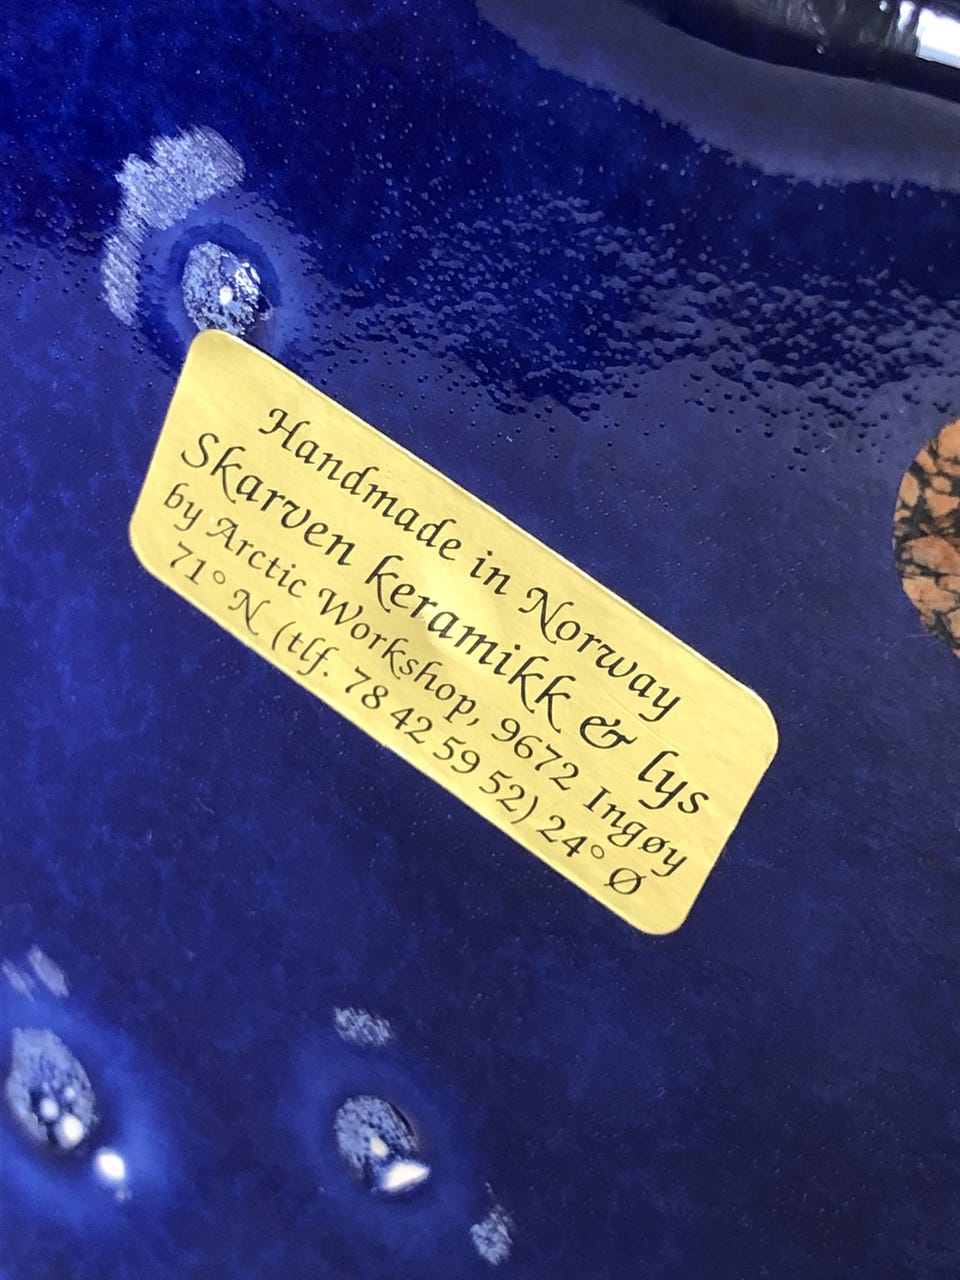 Handmade in Norway
Skarven keramikk & lys
by Arctic Workshop, 9672 Ingøy
71° N (tlf. 78 42 59 52) 24° Ø